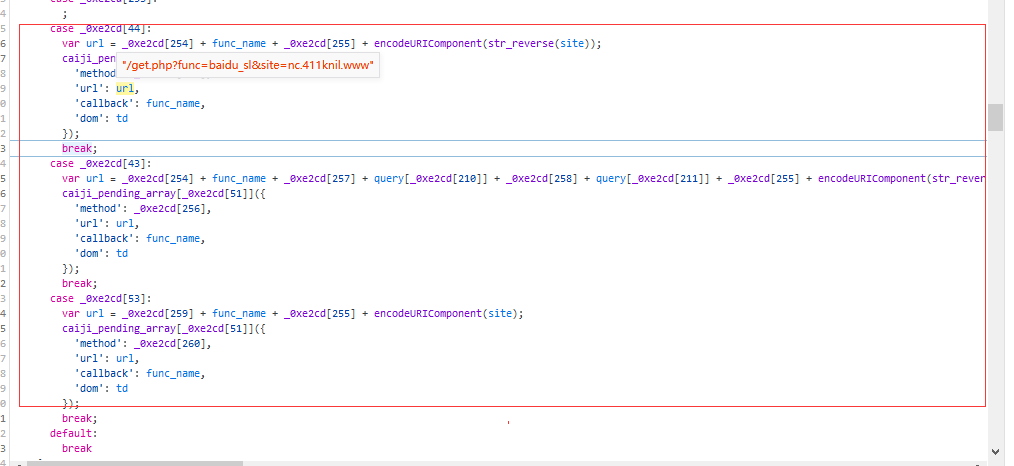 ;
5 case _0xe2cd[44]:
6 var url = _0xe2cd[254] + func_name + _0xe2cd[255] + encodeURIComponent(str_reverse(site));
7 caiji_pen
"/get.php?func=baidu_sl&site=nc.411knil.www"
8 'method
9 'url': url,
0 'callback': func_name,
1 'dom': td
2 });
3 break;
4 case _0xe2cd[43]:
5 var url = _0xe2cd[254] + func_name + _0xe2cd[257] + query[_0xe2cd[210]] + _0xe2cd[258] + query[_0xe2cd[211]] + _0xe2cd[255] + encodeURIComponent(str_rever
6 caiji_pending_array[_0xe2cd[51]]({
7 'method': _0xe2cd[256],
8 'url': url,
9 'callback': func_name,
0 'dom': td
1 });
2 break;
3 case _0xe2cd[53]:
4 var url = _0xe2cd[259] + func_name + _0xe2cd[255] + encodeURIComponent(site);
5 caiji_pending_array[_0xe2cd[51]]({
6 'method': _0xe2cd[260],
7 'url': url,
8 'callback': func_name,
9 'dom': td
0 });
1 break;
2 default:
3 break